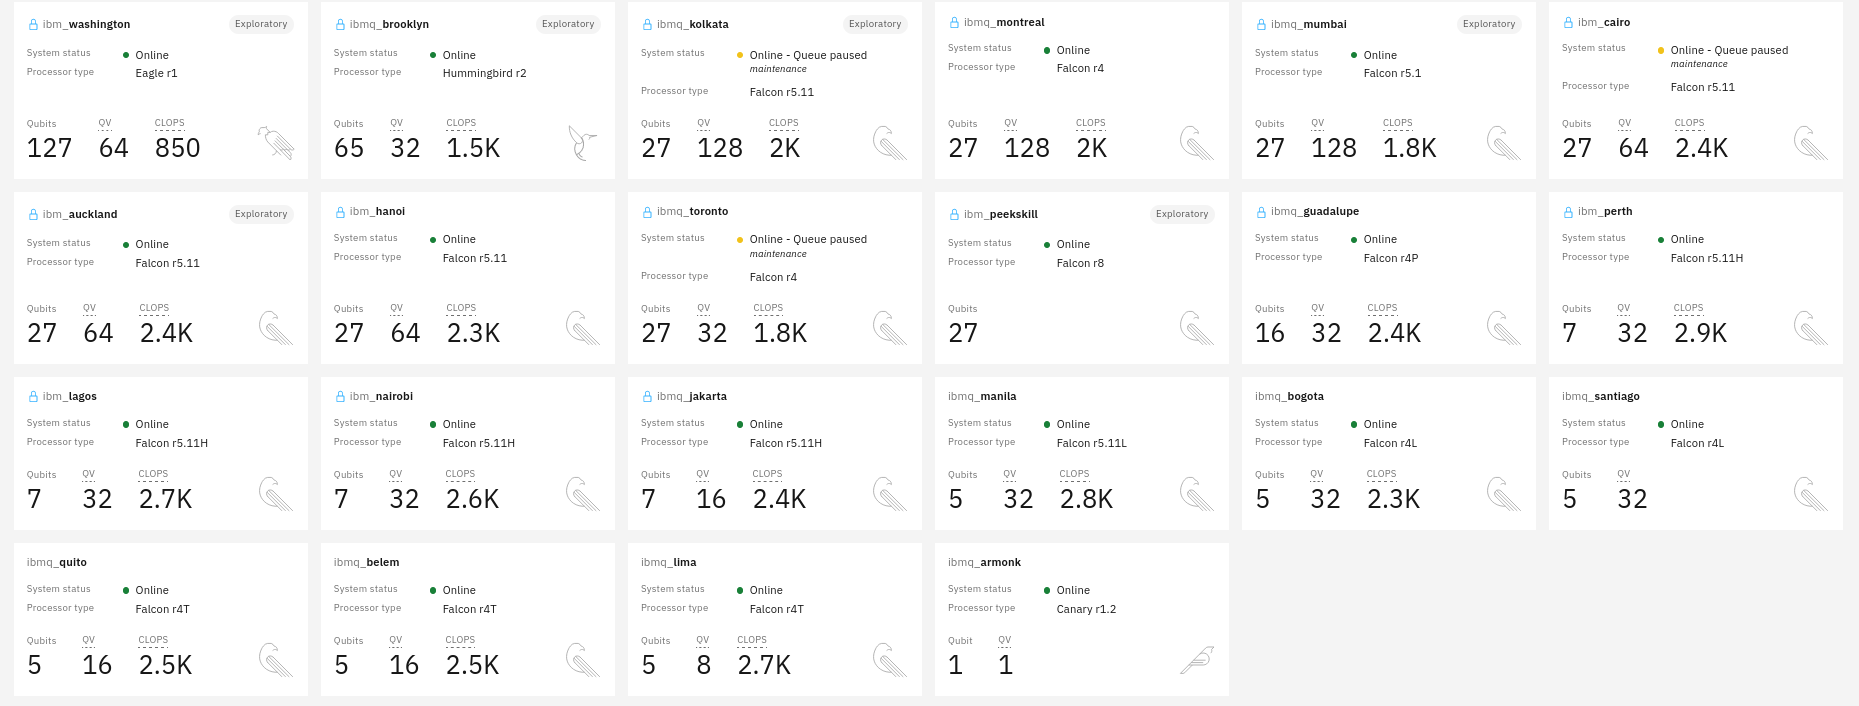 ibm_washington Exploratory
System status Online
Processor type Eagle r1
Qubits QV CLOPS
127 64 850
ibmq_brooklyn Exploratory
System status Online
Processor type Hummingbird r2
Qubits QV CLOPS
65 32 1.5K
ibmq_kolkata Exploratory
System status Online - Queue paused
maintenance
Processor type Falcon r5.11
Qubits QV CLOPS
27 128 2K
ibmq_montreal
System status Online
Processor type Falcon r4
Qubits QV CLOPS
27 128 2K
ibmq_mumbai Exploratory
System status Online
Processor type Falcon r5.1
Qubits QV CLOPS
27 128 1.8K
ibm_cairo
System status Online - Queue paused
maintenance
Processor type Falcon r5.11
Qubits QV CLOPS
27 64 2.4K
ibm_auckland Exploratory
System status Online
Processor type Falcon r5.11
Qubits QV CLOPS
27 64 2.4K
ibm_hanoi
System status Online
Processor type Falcon r5.11
Qubits QV CLOPS
27 64 2.3K
ibmq_toronto
System status Online - Queue paused
maintenance
Processor type Falcon r4
Qubits QV CLOPS
27 32 1.8K
ibm_peekskill Exploratory
System status Online
Processor type Falcon r8
Qubits
27
ibmq_guadalupe
System status Online
Processor type Falcon r4P
Qubits QV CLOPS
16 32 2.4K
ibm_perth
System status Online
Processor type Falcon r5.11H
Qubits QV CLOPS
7 32 2.9K
ibm_lagos
System status Online
Processor type Falcon r5.11H
Qubits QV CLOPS
7 32 2.7K
ibm_nairobi
System status Online
Processor type Falcon r5.11H
Qubits QV CLOPS
7 32 2.6K
ibmq_jakarta
System status Online
Processor type Falcon r5.11H
Qubits QV CLOPS
7 16 2.4K
ibmq_manila
System status Online
Processor type Falcon r5.11L
Qubits QV CLOPS
5 32 2.8K
ibmq_bogota
System status Online
Processor type Falcon r4L
Qubits QV CLOPS
5 32 2.3K
ibmq_santiago
System status Online
Processor type Falcon r4L
Qubits QV
5 32
ibmq_quito
System status Online
Processor type Falcon r4T
Qubits QV CLOPS
5 16 2.5K
ibmq_belem
System status Online
Processor type Falcon r4T
Qubits QV CLOPS
5 16 2.5K
ibmq_lima
System status Online
Processor type Falcon r4T
Qubits QV CLOPS
5 8 2.7K
ibmq_armonk
System status Online
Processor type Canary r1.2
Qubit QV
1 1